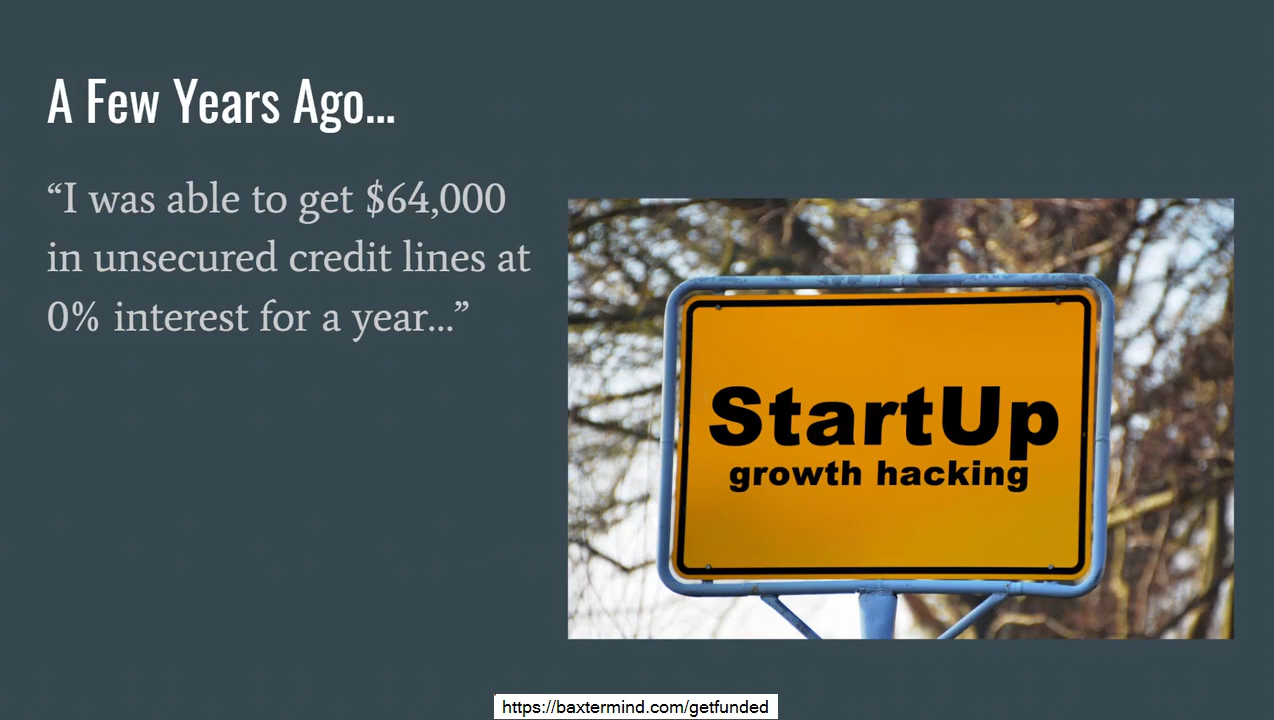 A Few Years Ago...
“I was able to get $64,000
in unsecured credit lines at
0% interest for a year...”
StartUp
growth hacking
https://baxtermind.com/getfunded